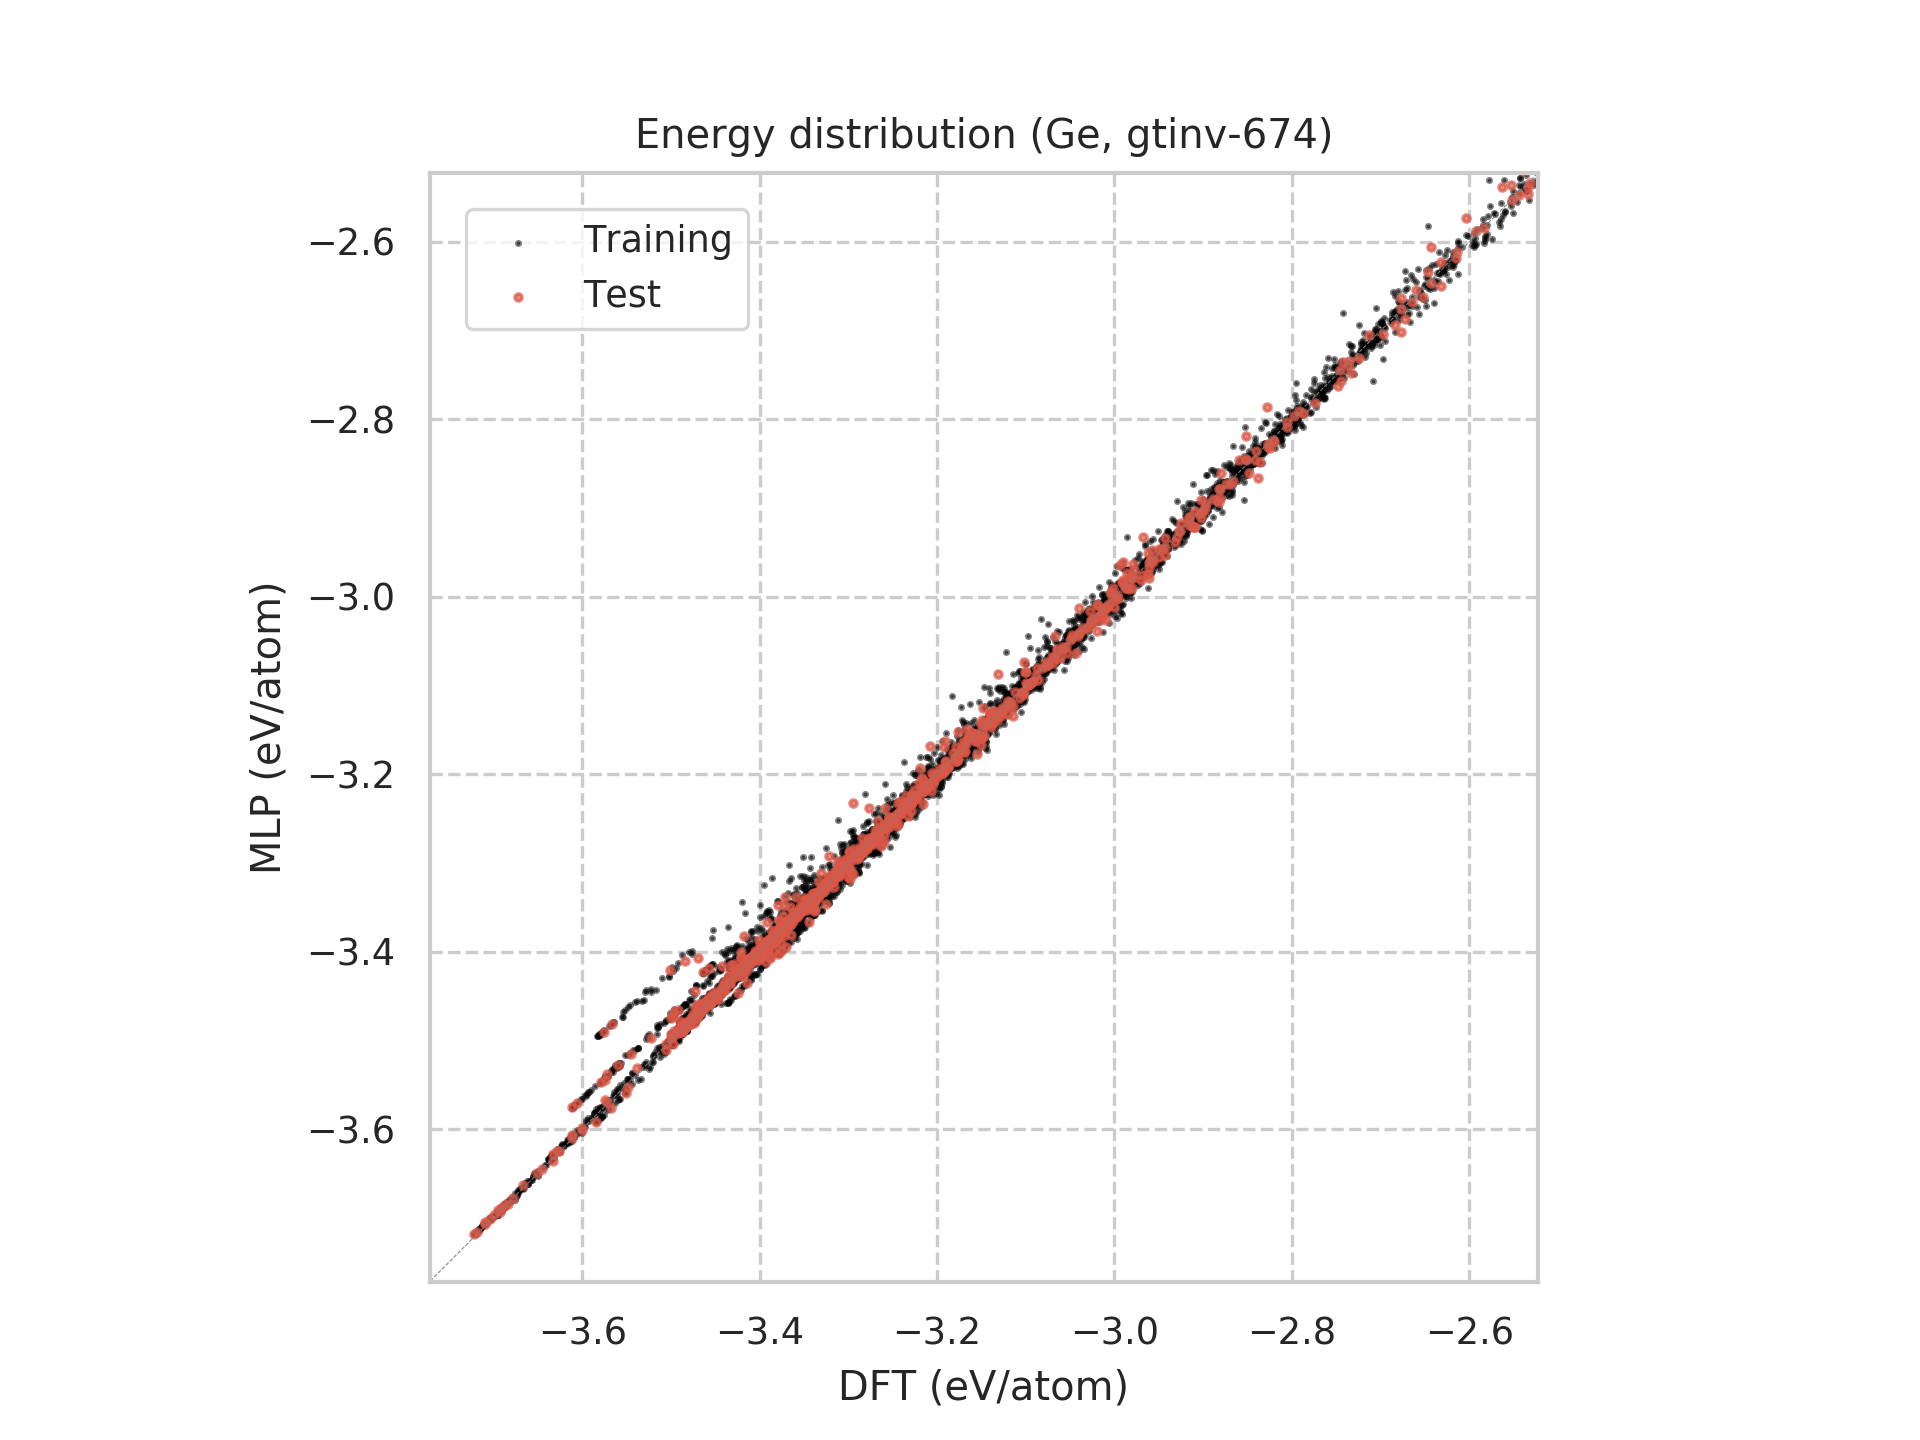 Energy distribution (Ge, gtinv-674)
Training
Test
−2.6
−2.8
−3.0
−3.2
−3.4
−3.6
MLP (eV/atom)
−3.6 −3.4 −3.2 −3.0 −2.8 −2.6
DFT (eV/atom)